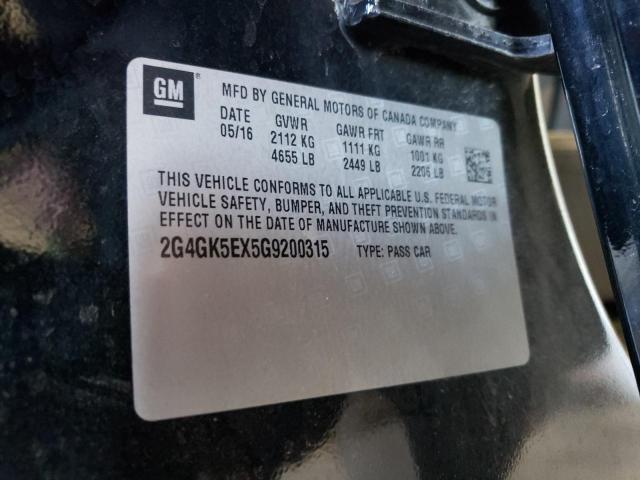 GM®
MFD BY GENERAL MOTORS OF CANADA COMPANY
DATE GVWR GAWR FRT GAWR RR
05/16 2112 KG 1111 KG 1001 KG
4655 LB 2449 LB 2206 LB
THIS VEHICLE CONFORMS TO ALL APPLICABLE U.S. FEDERAL MOTOR
VEHICLE SAFETY, BUMPER, AND THEFT PREVENTION STANDARDS IN
EFFECT ON THE DATE OF MANUFACTURE SHOWN ABOVE.
2G4GK5EX5G9200315 TYPE: PASS CAR